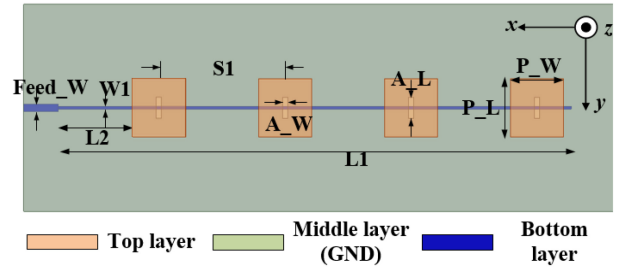 x
z
S1
A_L
P_W
Feed_W
W1
y
P_L
A_W
L2
L1
Top layer
Middle layer
(GND)
Bottom
layer